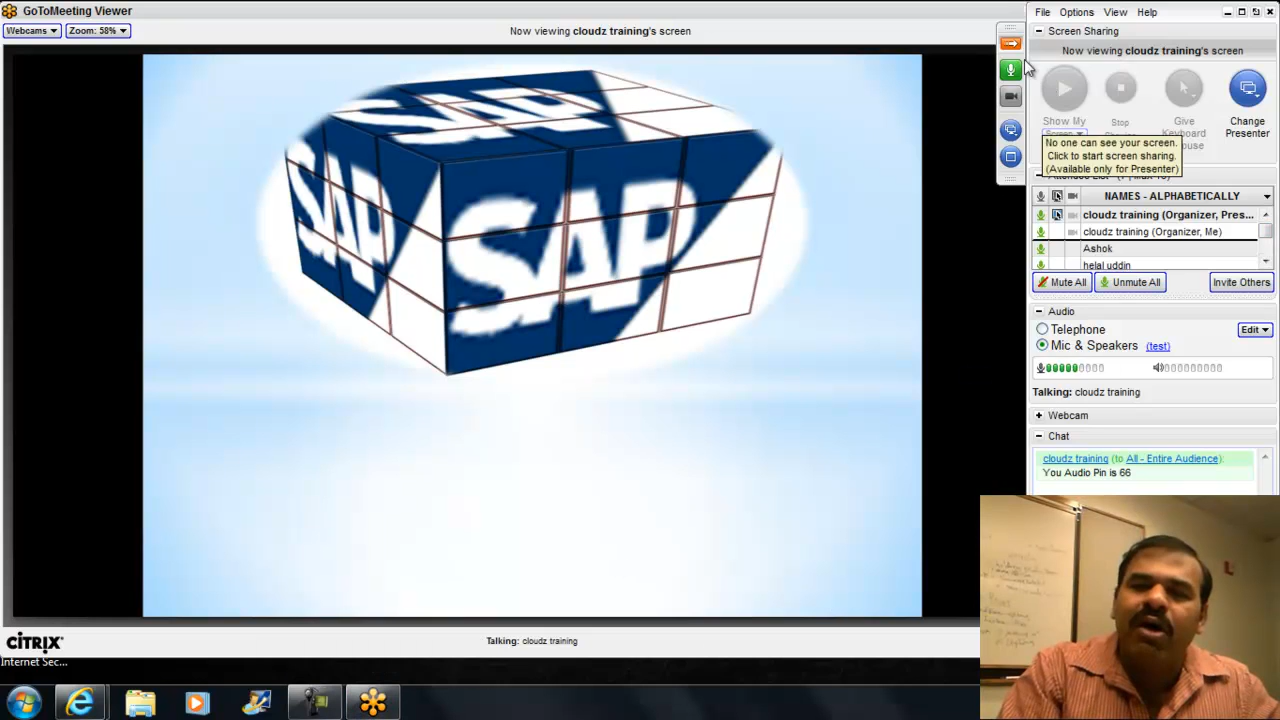 GoToMeeting Viewer
Webcams
Zoom: 58%
Now viewing cloudz training's screen
SAP
SAP
SAP
CİTRIX
Talking: cloudz training
Internet Sec...
File Options View Help
Screen Sharing
Now viewing cloudz training's screen
Show My
Screen
Stop
Give
Keyboard
Change
Presenter
No one can see your screen.
Click to start screen sharing.
(Available only for Presenter)
NAMES - ALPHABETICALLY
cloudz training (Organizer, Pres...
cloudz training (Organizer, Me)
Ashok
helal uddin
Mute All
Unmute All
Invite Others
Audio
Telephone
Edit
Mic & Speakers (test)
Talking: cloudz training
Webcam
Chat
cloudz training (to All - Entire Audience):
You Audio Pin is 66